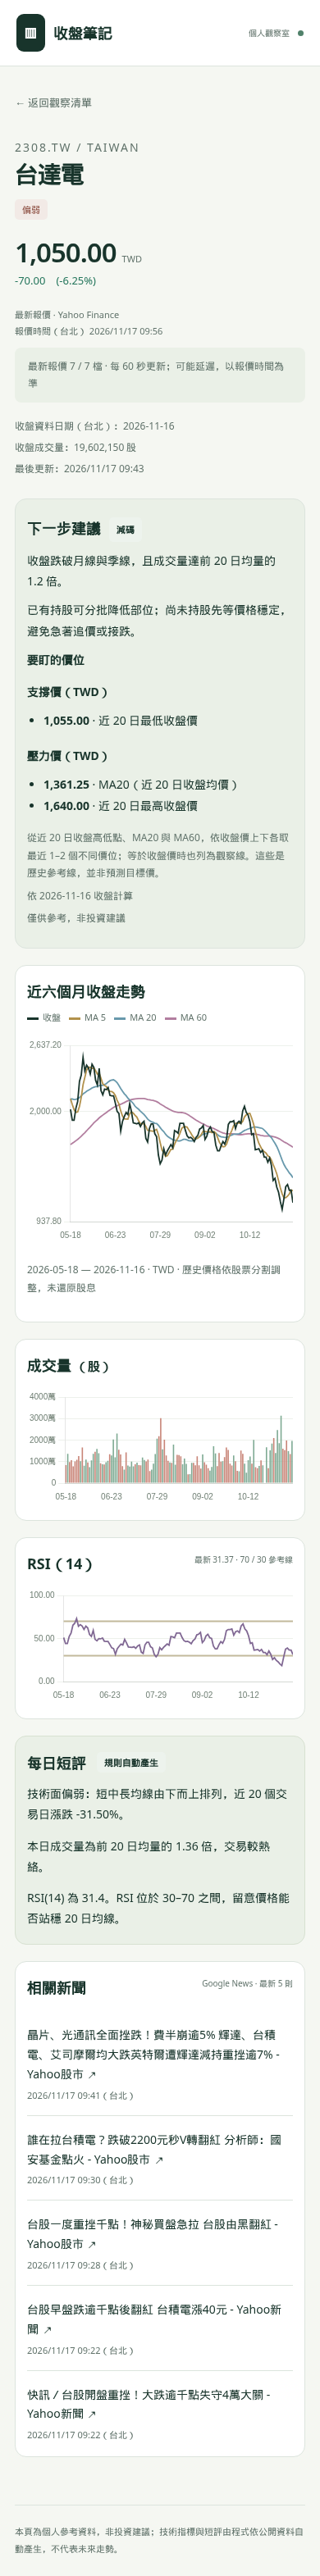 收盤筆記
個人觀察室
← 返回觀察清單
2308.TW / TAIWAN
台達電
偏弱
1,050.00 TWD
-70.00 (-6.25%)
最新報價 · Yahoo Finance
報價時間（台北） 2026/11/17 09:56
最新報價 7 / 7 檔 · 每 60 秒更新；可能延遲，以報價時間為
準
收盤資料日期（台北）： 2026-11-16
收盤成交量： 19,602,150 股
最後更新： 2026/11/17 09:43
下一步建議 減碼
收盤跌破月線與季線，且成交量達前 20 日均量的
1.2 倍。
已有持股可分批降低部位；尚未持股先等價格穩定，
避免急著追價或接跌。
要盯的價位
支撐價（TWD）
• 1,055.00 · 近 20 日最低收盤價
壓力價（TWD）
• 1,361.25 · MA20（近 20 日收盤均價）
• 1,640.00 · 近 20 日最高收盤價
從近 20 日收盤高低點、MA20 與 MA60，依收盤價上下各取
最近 1–2 個不同價位；等於收盤價時也列為觀察線。這些是
歷史參考線，並非預測目標價。
依 2026-11-16 收盤計算
僅供參考，非投資建議
近六個月收盤走勢
收盤 MA 5 MA 20 MA 60
2,637.20
2,000.00
937.80
05-18 06-23 07-29 09-02 10-12
2026-05-18 — 2026-11-16 · TWD · 歷史價格依股票分割調
整，未還原股息
成交量（股）
4000萬
3000萬
2000萬
1000萬
0
05-18 06-23 07-29 09-02 10-12
RSI（14）
最新 31.37 · 70 / 30 參考線
100.00
50.00
0.00
05-18 06-23 07-29 09-02 10-12
每日短評 規則自動產生
技術面偏弱：短中長均線由下而上排列，近 20 個交
易日漲跌 -31.50%。
本日成交量為前 20 日均量的 1.36 倍，交易較熱
絡。
RSI(14) 為 31.4。RSI 位於 30–70 之間，留意價格能
否站穩 20 日均線。
相關新聞
Google News · 最新 5 則
晶片、光通訊全面挫跌！費半崩逾5% 輝達、台積
電、艾司摩爾均大跌英特爾遭輝達減持重挫逾7% -
Yahoo股市 ↗
2026/11/17 09:41（台北）
誰在拉台積電？跌破2200元秒V轉翻紅 分析師：國
安基金點火 - Yahoo股市 ↗
2026/11/17 09:30（台北）
台股一度重挫千點！神秘買盤急拉 台股由黑翻紅 -
Yahoo股市 ↗
2026/11/17 09:28（台北）
台股早盤跌逾千點後翻紅 台積電漲40元 - Yahoo新
聞 ↗
2026/11/17 09:22（台北）
快訊 / 台股開盤重挫！大跌逾千點失守4萬大關 -
Yahoo新聞 ↗
2026/11/17 09:22（台北）
本頁為個人參考資料，非投資建議；技術指標與短評由程式依公開資料自
動產生，不代表未來走勢。